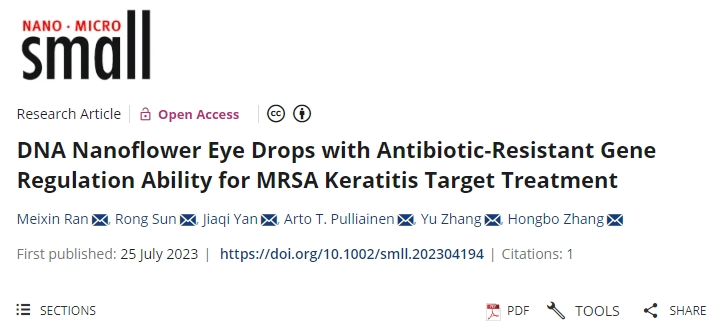 NANO · MICRO
small
Research Article Open Access
DNA Nanoflower Eye Drops with Antibiotic-Resistant Gene
Regulation Ability for MRSA Keratitis Target Treatment
Meixin Ran, Rong Sun, Jiaqi Yan, Arto T. Pulliainen, Yu Zhang, Hongbo Zhang
First published: 25 July 2023 | https://doi.org/10.1002/smll.202304194 | Citations: 1
SECTIONS PDF TOOLS SHARE